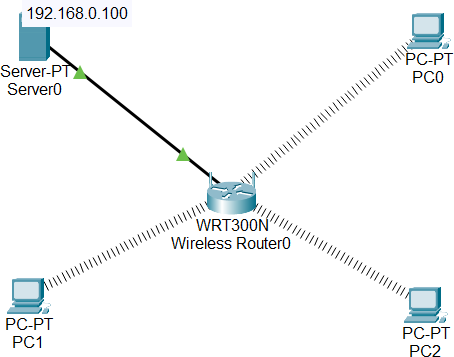 192.168.0.100
Server-PT
Server0
PC-PT
PC0
WRT300N
Wireless Router0
PC-PT
PC1
PC-PT
PC2